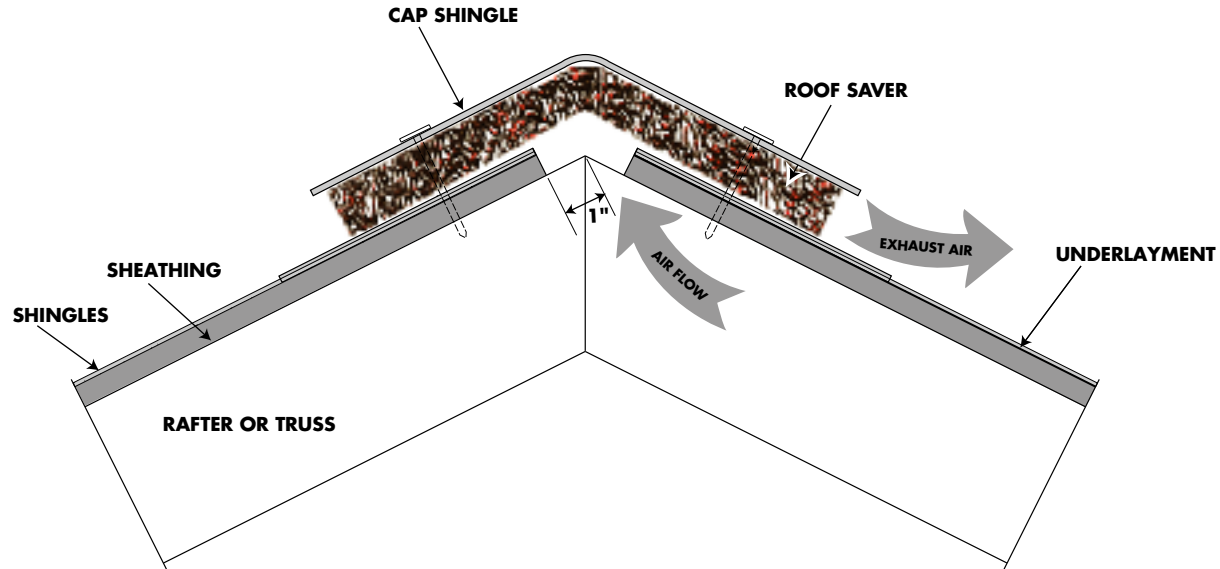 CAP SHINGLE
ROOF SAVER
1"
EXHAUST AIR
UNDERLAYMENT
AIR FLOW
SHEATHING
SHINGLES
RAFTER OR TRUSS